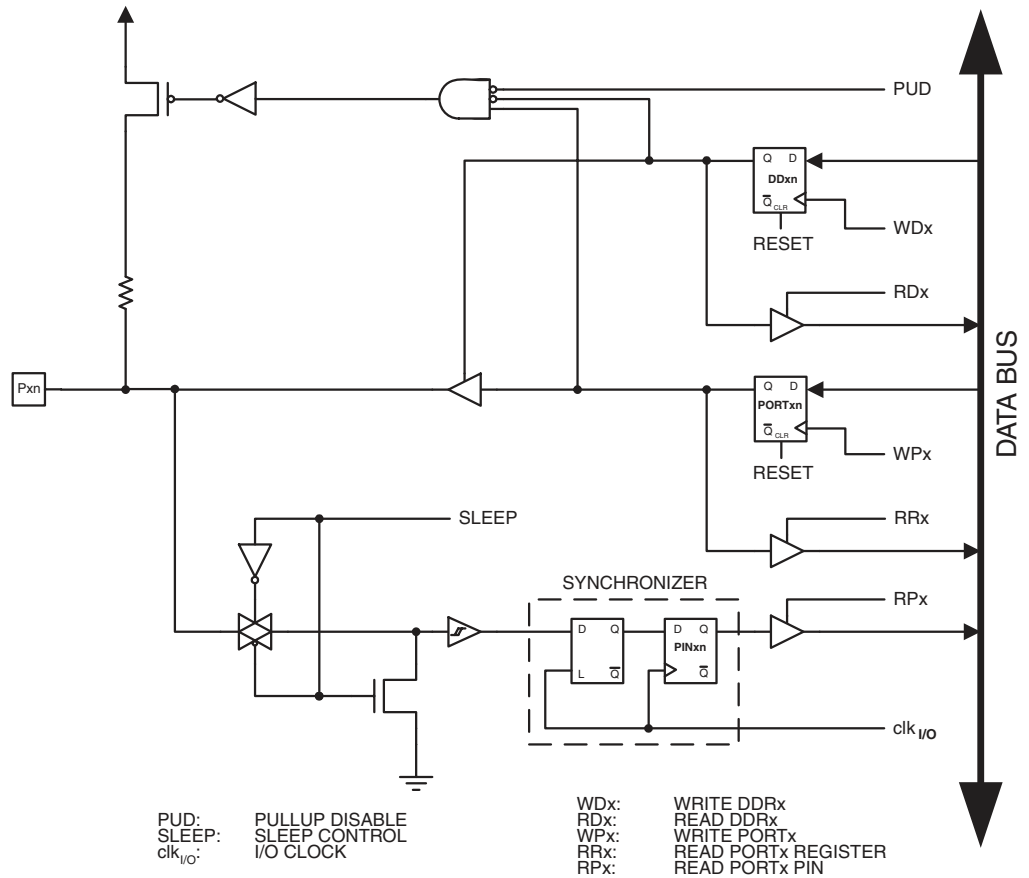 PUD
Q D
DDxn
Q CLR
WDx
RESET
RDx
DATA BUS
Pxn
Q D
PORTxn
Q CLR
WPx
RESET
SLEEP
RRx
SYNCHRONIZER
RPx
D Q
L Q
D Q
PINxn
Q
clk I/O
PUD: PULLUP DISABLE
SLEEP: SLEEP CONTROL
clkI/O: I/O CLOCK
WDx: WRITE DDRx
RDx: READ DDRx
WPx: WRITE PORTx
RRx: READ PORTx REGISTER
RPx: READ PORTx PIN